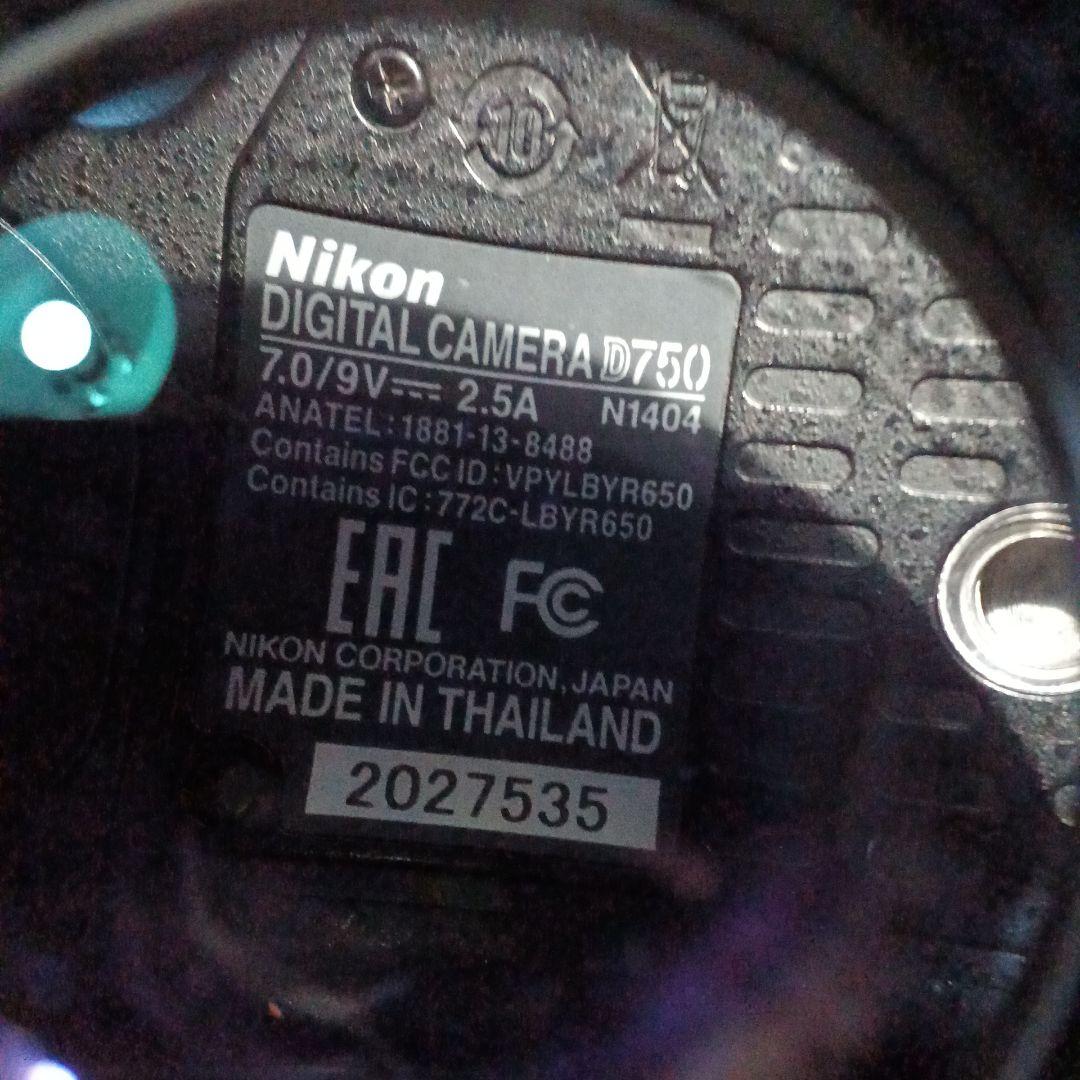 10
Nikon
DIGITAL CAMERA D750
7.0/9V⎓ 2.5A N1404
ANATEL:1881-13-8488
Contains FCC ID:VPYLBYR650
Contains IC:772C-LBYR650
EAC FC
NIKON CORPORATION, JAPAN
MADE IN THAILAND
2027535